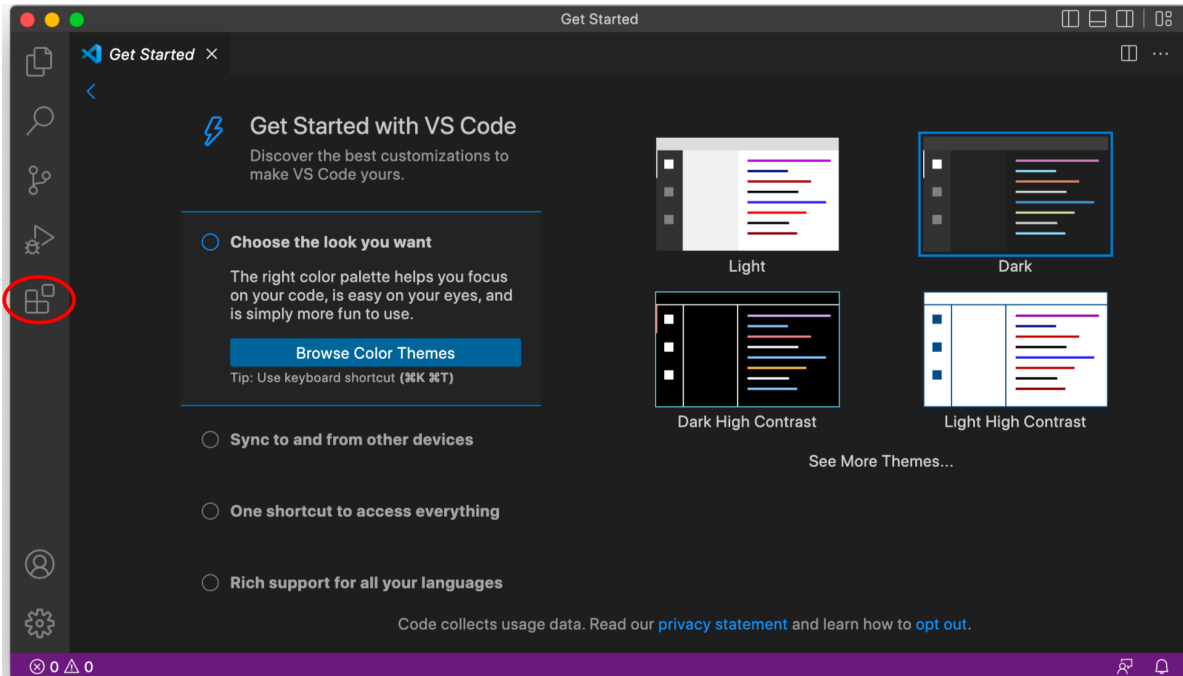 Get Started
Get Started
Get Started with VS Code
Discover the best customizations to
make VS Code yours.
Choose the look you want
The right color palette helps you focus
on your code, is easy on your eyes, and
is simply more fun to use.
Browse Color Themes
Tip: Use keyboard shortcut (⌘K ⌘T)
Sync to and from other devices
One shortcut to access everything
Rich support for all your languages
Light
Dark
Dark High Contrast
Light High Contrast
See More Themes...
Code collects usage data. Read our privacy statement and learn how to opt out.
0 0